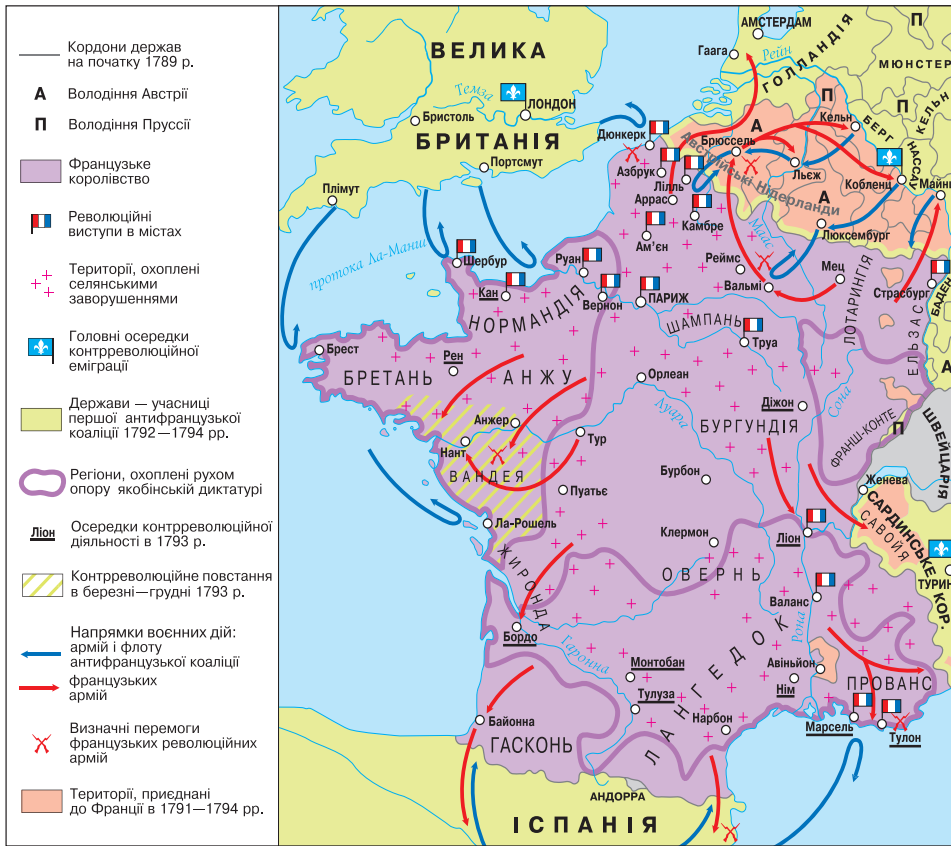 Кордони держав
на початку 1789 р.
А
Володіння Австрії
П
Володіння Пруссії
Французьке
королівство
Революційні
виступи в містах
Території, охоплені
селянськими
заворушеннями
Головні осередки
контрреволюційної
еміграції
Держави — учасниці
першої антифранцузької
коаліції 1792—1794 рр.
Регіони, охоплені рухом
опору якобінській диктатурі
Ліон
Осередки контрреволюційної
діяльності в 1793 р.
Контрреволюційне повстання
в березні—грудні 1793 р.
Напрямки воєнних дій:
армій і флоту
антифранцузької коаліції
французьких
армій
Визначні перемоги
французьких революційних
армій
Території, приєднані
до Франції в 1791—1794 рр.
АМСТЕРДАМ
П
Гаага
Рейн
ГОЛЛАНДІЯ
МЮНСТЕР
ВЕЛИКА
БРИТАНІЯ
Темза
ЛОНДОН
Бристоль
Портсмут
Плімут
протока Ла-Манш
П
П
Кельн
КЕЛЬН
БЕРГ
НАССАУ
Дюнкерк
Брюссель
А
Австрійські Нідерланди
Азбрук
Лілль
Льєж
Кобленц
Майнц
Аррас
Камбре
А
Люксембург
Ам'єн
Маас
Шербур
Руан
Реймс
Мец
Кан
Вернон
ПАРИЖ
Вальмі
Страсбург
БАДЕН
НОРМАНДІЯ
ШАМПАНЬ
ЛОТАРИНГІЯ
ЕЛЬЗАС
Труа
Брест
Рен
БРЕТАНЬ
АНЖУ
Орлеан
А
Луара
Діжон
Сона
Анжер
БУРГУНДІЯ
ФРАНШ-КОНТЕ
П
ШВЕЙЦАРІЯ
Нант
Тур
ВАНДЕЯ
Пуатьє
Бурбон
Женева
Ла-Рошель
Клермон
Ліон
САРДИНСЬКЕ КОР.
САВОЙЯ
ЖИРОНДА
ОВЕРНЬ
ТУРИН
Валанс
Бордо
Рона
Гаронна
Монтобан
Авіньйон
ПРОВАНС
Тулуза
Нім
ЛАНГЕДОК
Байонна
Нарбон
Марсель
Тулон
ГАСКОНЬ
АНДОРРА
ІСПАНІЯ